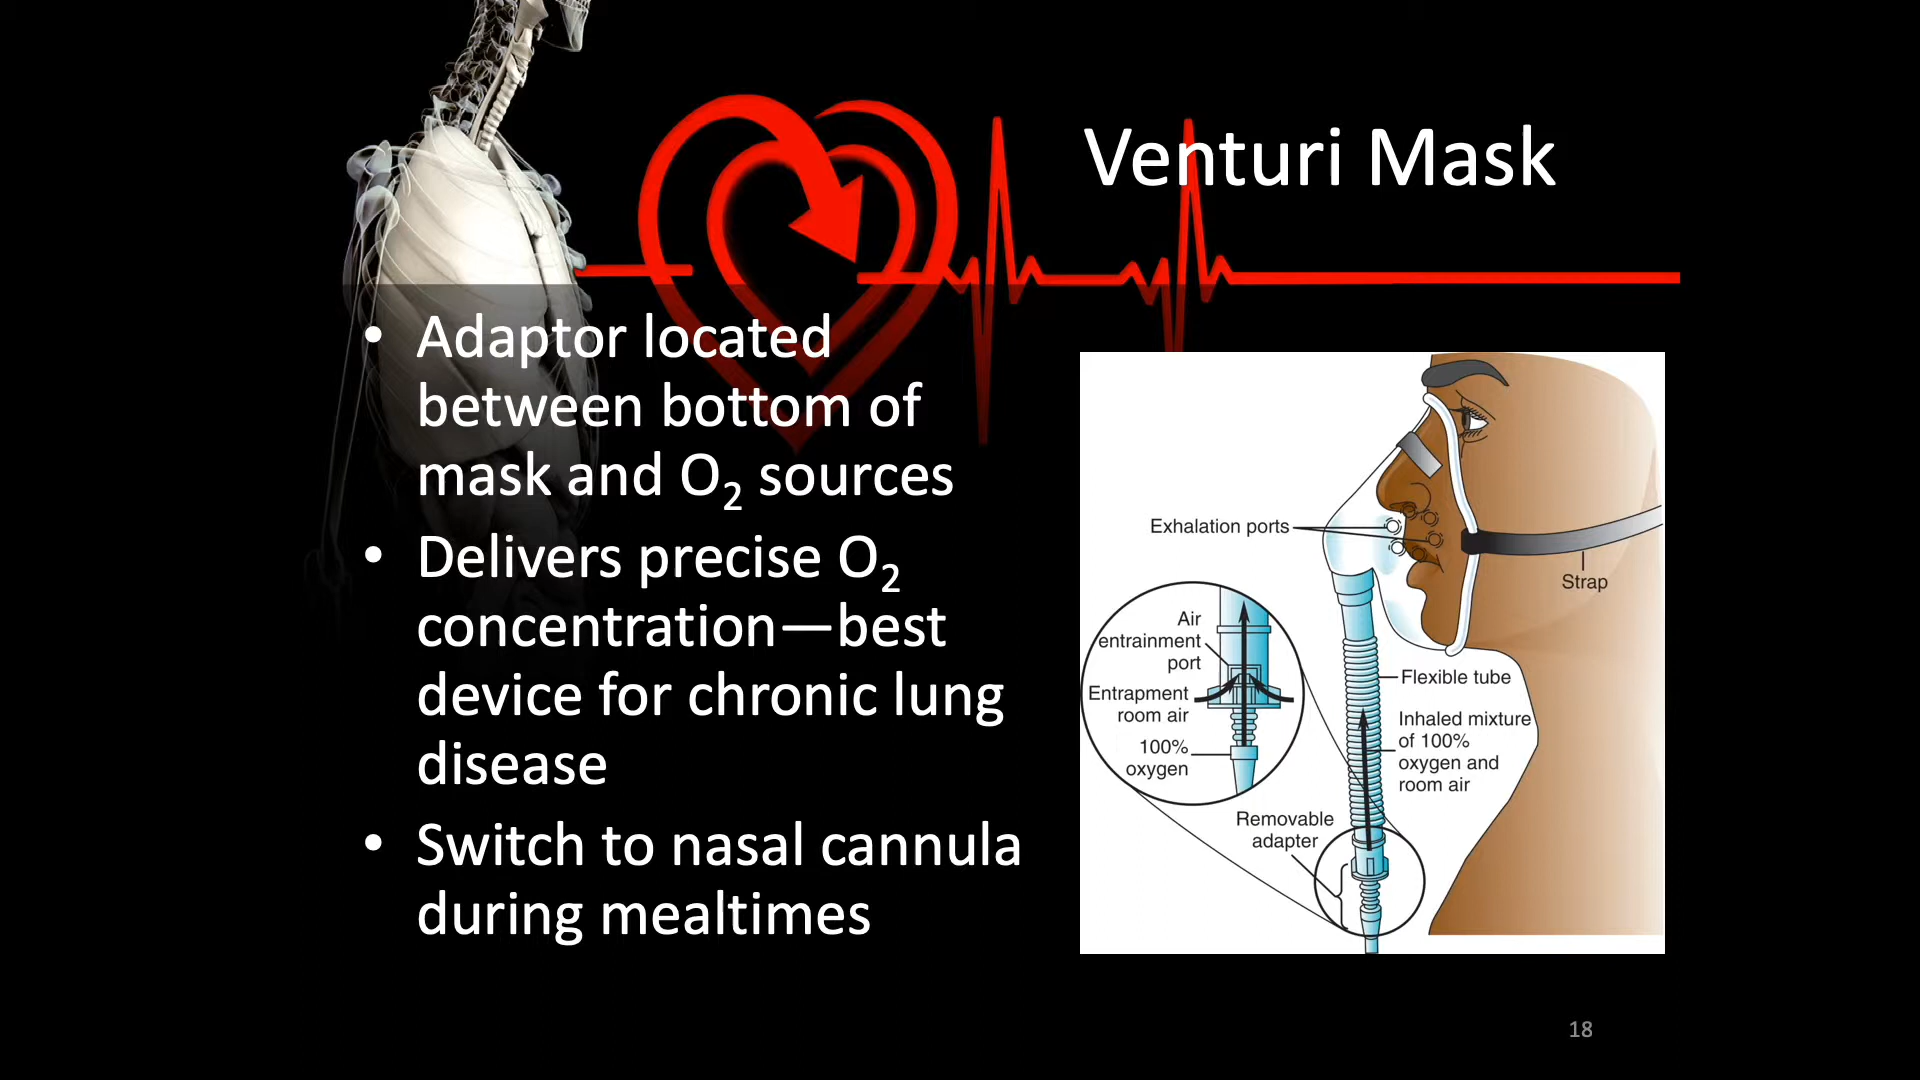 Venturi Mask
• Adaptor located
between bottom of
mask and O₂ sources
• Delivers precise O₂
concentration—best
device for chronic lung
disease
• Switch to nasal cannula
during mealtimes
Exhalation ports
Strap
Air
entrainment
port
Entrapment
room air
100%
oxygen
Flexible tube
Inhaled mixture
of 100%
oxygen and
room air
Removable
adapter
18